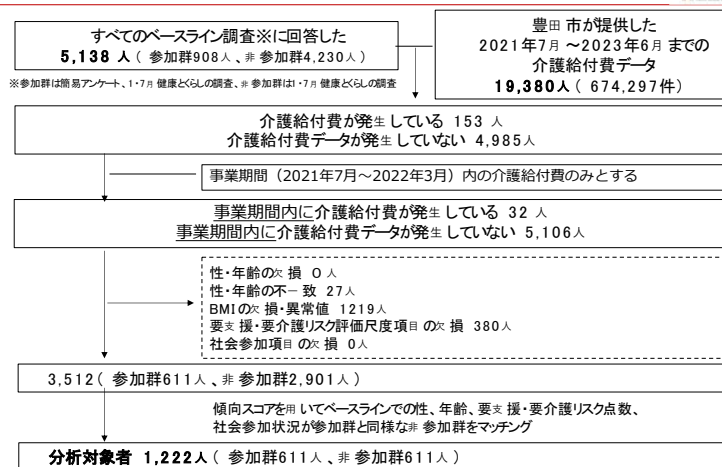 すべてのベースライン調査※に回答した
5,138 人( 参加群908人、非参加群4,230人)
※参加群は簡易アンケート、1・7月 健康とくらしの調査、非参加群は1・7月 健康とくらしの調査
豊田市が提供した
2021年7月 ~2023年6月 までの
介護給付費データ
19,380人( 674,297件)
介護給付費が発生している 153 人
介護給付費データが発生していない 4,985人
事業期間(2021年7月~2022年3月)内の介護給付費のみとする
事業期間内に介護給付費が発生している 32 人
事業期間内に介護給付費データが発生していない 5,106人
性・年齢の欠損 0人
性・年齢の不一致 27人
BMIの欠損・異常値 1219人
要支援・要介護リスク評価尺度項目の欠損 380人
社会参加項目の欠損 0人
3,512( 参加群611人、非参加群2,901人)
傾向スコアを用いてベースラインでの性、年齢、要支援・要介護リスク点数、
社会参加状況が参加群と同様な非参加群をマッチング
分析対象者 1,222人( 参加群611人、非参加群611人)